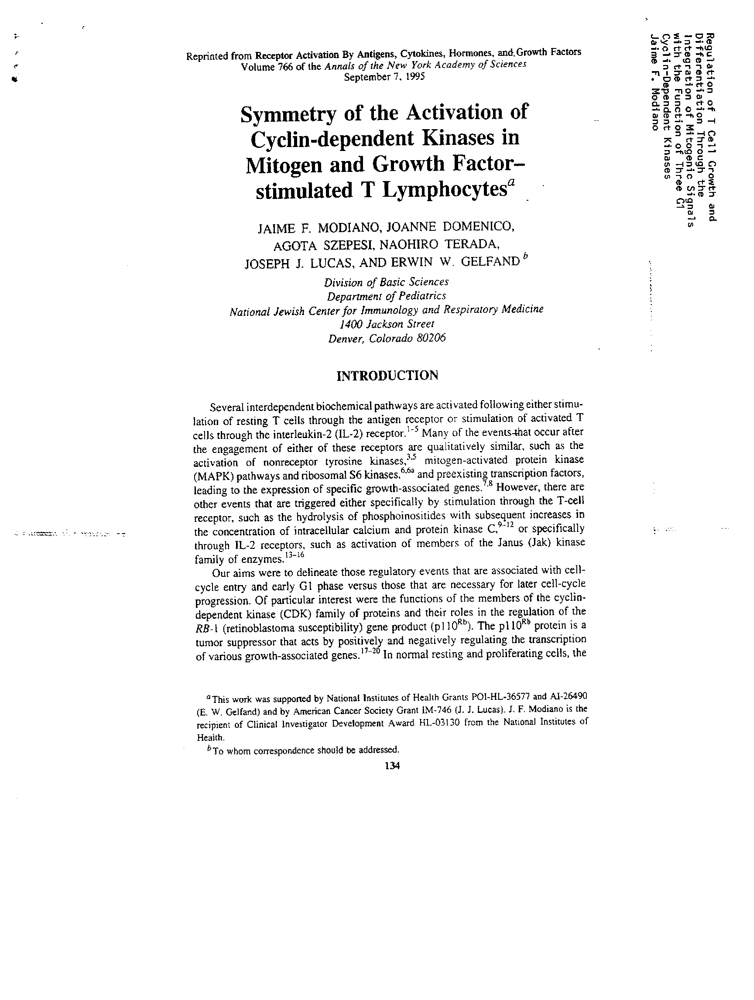 Reprinted from Receptor Activation By Antigens, Cytokines, Hormones, and Growth Factors
Volume 766 of the Annals of the New York Academy of Sciences
September 7, 1995
Symmetry of the Activation of
Cyclin-dependent Kinases in
Mitogen and Growth Factor–
stimulated T Lymphocytes^a
JAIME F. MODIANO, JOANNE DOMENICO,
AGOTA SZEPESI, NAOHIRO TERADA,
JOSEPH J. LUCAS, AND ERWIN W. GELFAND^b
Division of Basic Sciences
Department of Pediatrics
National Jewish Center for Immunology and Respiratory Medicine
1400 Jackson Street
Denver, Colorado 80206
INTRODUCTION
Several interdependent biochemical pathways are activated following either stimu-
lation of resting T cells through the antigen receptor or stimulation of activated T
cells through the interleukin-2 (IL-2) receptor.^1–5 Many of the events that occur after
the engagement of either of these receptors are qualitatively similar, such as the
activation of nonreceptor tyrosine kinases,^3,5 mitogen-activated protein kinase
(MAPK) pathways and ribosomal S6 kinases,^6,6a and preexisting transcription factors,
leading to the expression of specific growth-associated genes.^7,8 However, there are
other events that are triggered either specifically by stimulation through the T-cell
receptor, such as the hydrolysis of phosphoinositides with subsequent increases in
the concentration of intracellular calcium and protein kinase C,^9–12 or specifically
through IL-2 receptors, such as activation of members of the Janus (Jak) kinase
family of enzymes.^13–16
Our aims were to delineate those regulatory events that are associated with cell-
cycle entry and early G1 phase versus those that are necessary for later cell-cycle
progression. Of particular interest were the functions of the members of the cyclin-
dependent kinase (CDK) family of proteins and their roles in the regulation of the
RB-1 (retinoblastoma susceptibility) gene product (p110^Rb). The p110^Rb protein is a
tumor suppressor that acts by positively and negatively regulating the transcription
of various growth-associated genes.^17–20 In normal resting and proliferating cells, the
^a This work was supported by National Institutes of Health Grants PO1-HL-36577 and AI-26490
(E. W. Gelfand) and by American Cancer Society Grant IM-746 (J. J. Lucas). J. F. Modiano is the
recipient of Clinical Investigator Development Award HL-03130 from the National Institutes of
Health.
^b To whom correspondence should be addressed.
134
Regulation of T Cell Growth and
Differentiation Through the
Integration of Mitogenic Signals
with the Function of Three G1
Cyclin-Dependent Kinases
Jaime F. Modiano